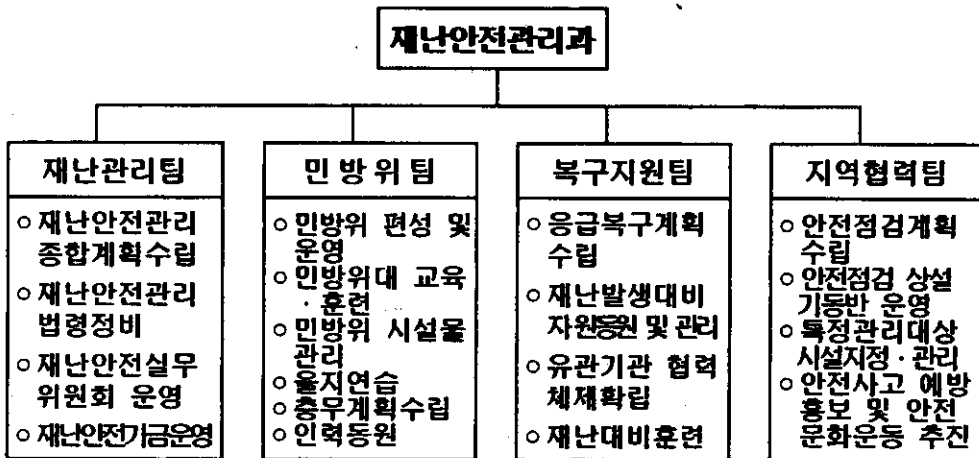 재난안전관리과
재난관리팀
○ 재난안전관리
종합계획수립
○ 재난안전관리
법령정비
○ 재난안전실무
위원회 운영
○ 재난안전기금운영
민방위팀
○ 민방위 편성 및
운영
○ 민방위대 교육
· 훈련
○ 민방위 시설물
관리
○ 을지연습
○ 충무계획수립
○ 인력동원
복구지원팀
○ 응급복구계획
수립
○ 재난발생대비
자원동원 및 관리
○ 유관기관 협력
체제확립
○ 재난대비훈련
지역협력팀
○ 안전점검계획
수립
○ 안전점검 상설
기동반 운영
○ 특정관리대상
시설지정 · 관리
○ 안전사고 예방
홍보 및 안전
문화운동 추진